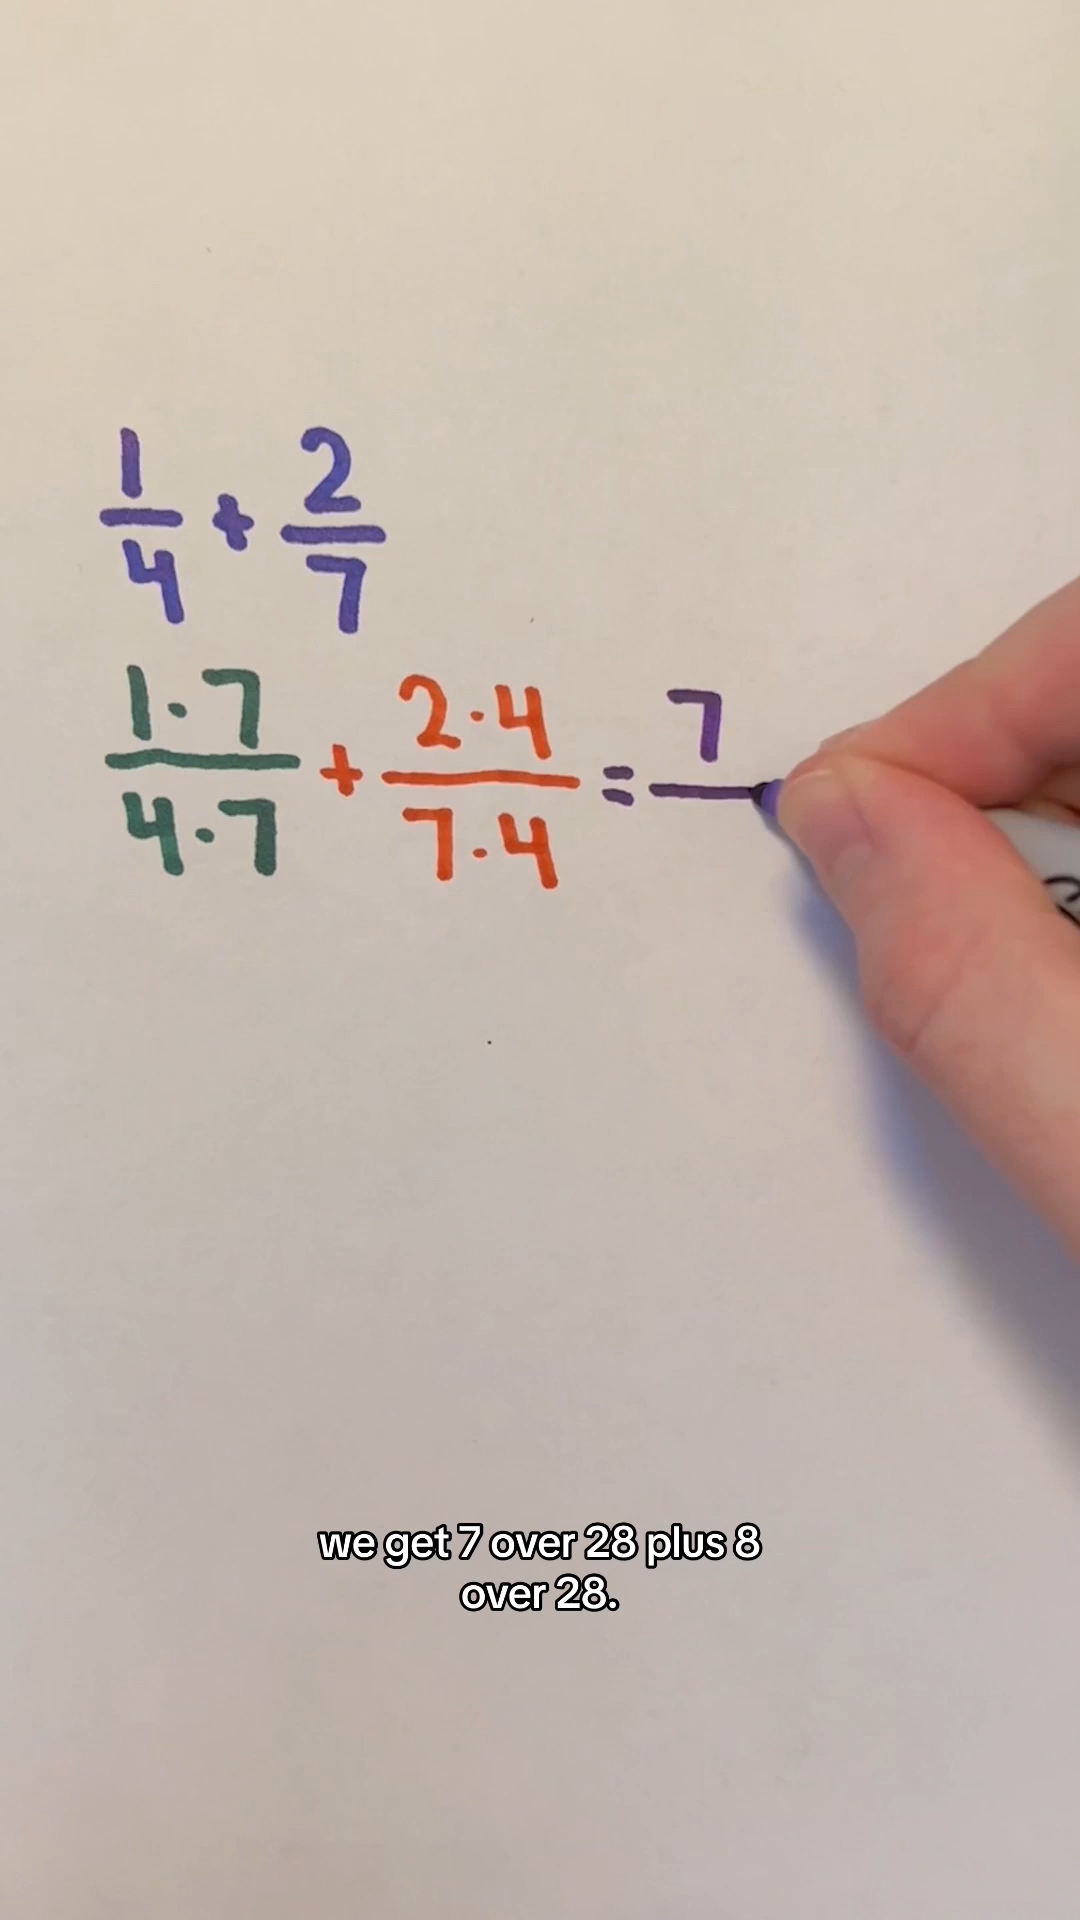 1/4 + 2/7
1·7/4·7 + 2·4/7·4 = 7/
we get 7 over 28 plus 8
over 28.